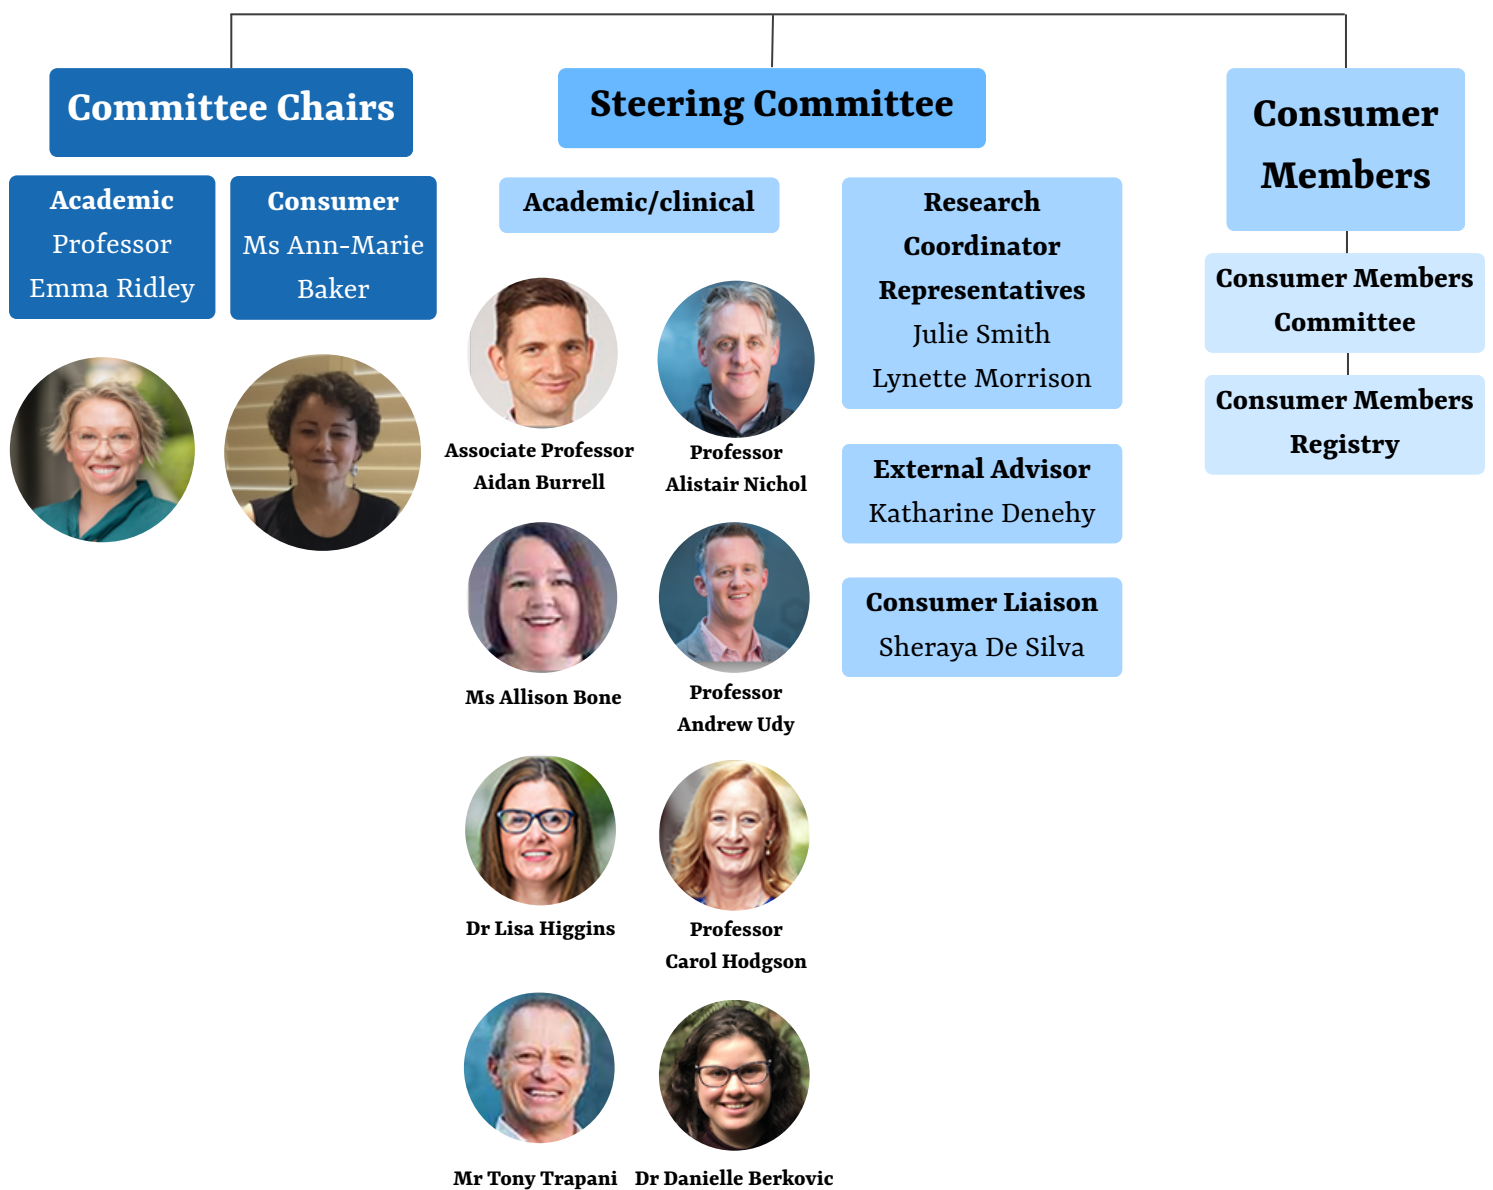 Committee Chairs
Academic
Professor
Emma Ridley
Consumer
Ms Ann-Marie
Baker
Steering Committee
Academic/clinical
Associate Professor
Aidan Burrell
Professor
Alistair Nichol
Ms Allison Bone
Professor
Andrew Udy
Dr Lisa Higgins
Professor
Carol Hodgson
Mr Tony Trapani
Dr Danielle Berkovic
Research
Coordinator
Representatives
Julie Smith
Lynette Morrison
External Advisor
Katharine Denehy
Consumer Liaison
Sheraya De Silva
Consumer
Members
Consumer Members
Committee
Consumer Members
Registry